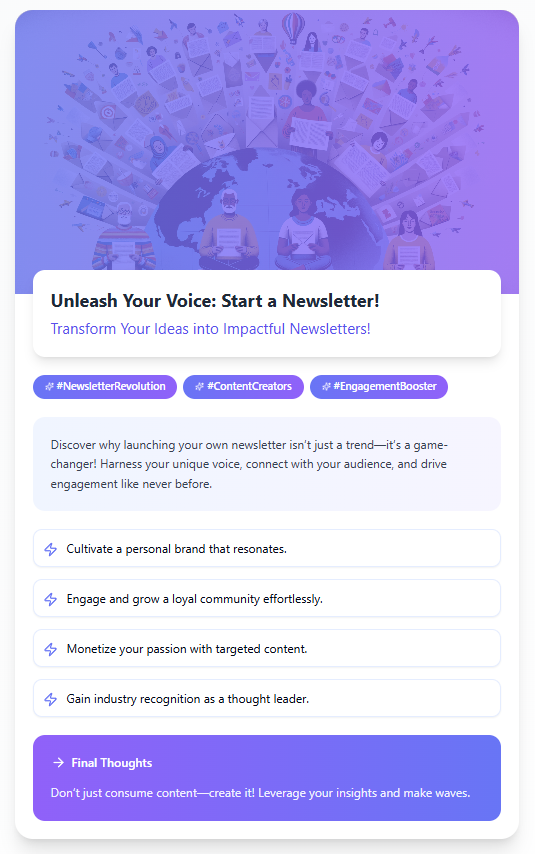 Unleash Your Voice: Start a Newsletter!
Transform Your Ideas into Impactful Newsletters!
#NewsletterRevolution #ContentCreators #EngagementBooster
Discover why launching your own newsletter isn't just a trend—it's a game-
changer! Harness your unique voice, connect with your audience, and drive
engagement like never before.
Cultivate a personal brand that resonates.
Engage and grow a loyal community effortlessly.
Monetize your passion with targeted content.
Gain industry recognition as a thought leader.
Final Thoughts
Don't just consume content—create it! Leverage your insights and make waves.